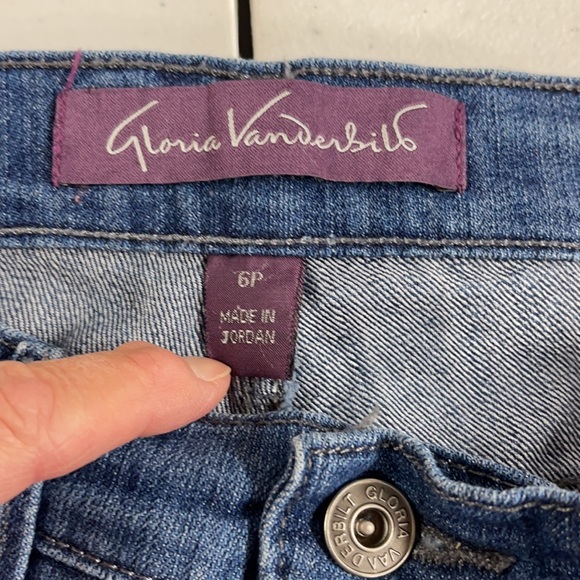 Gloria Vanderbilt
6P
MADE IN
JORDAN
GLORIA VANDERBILT